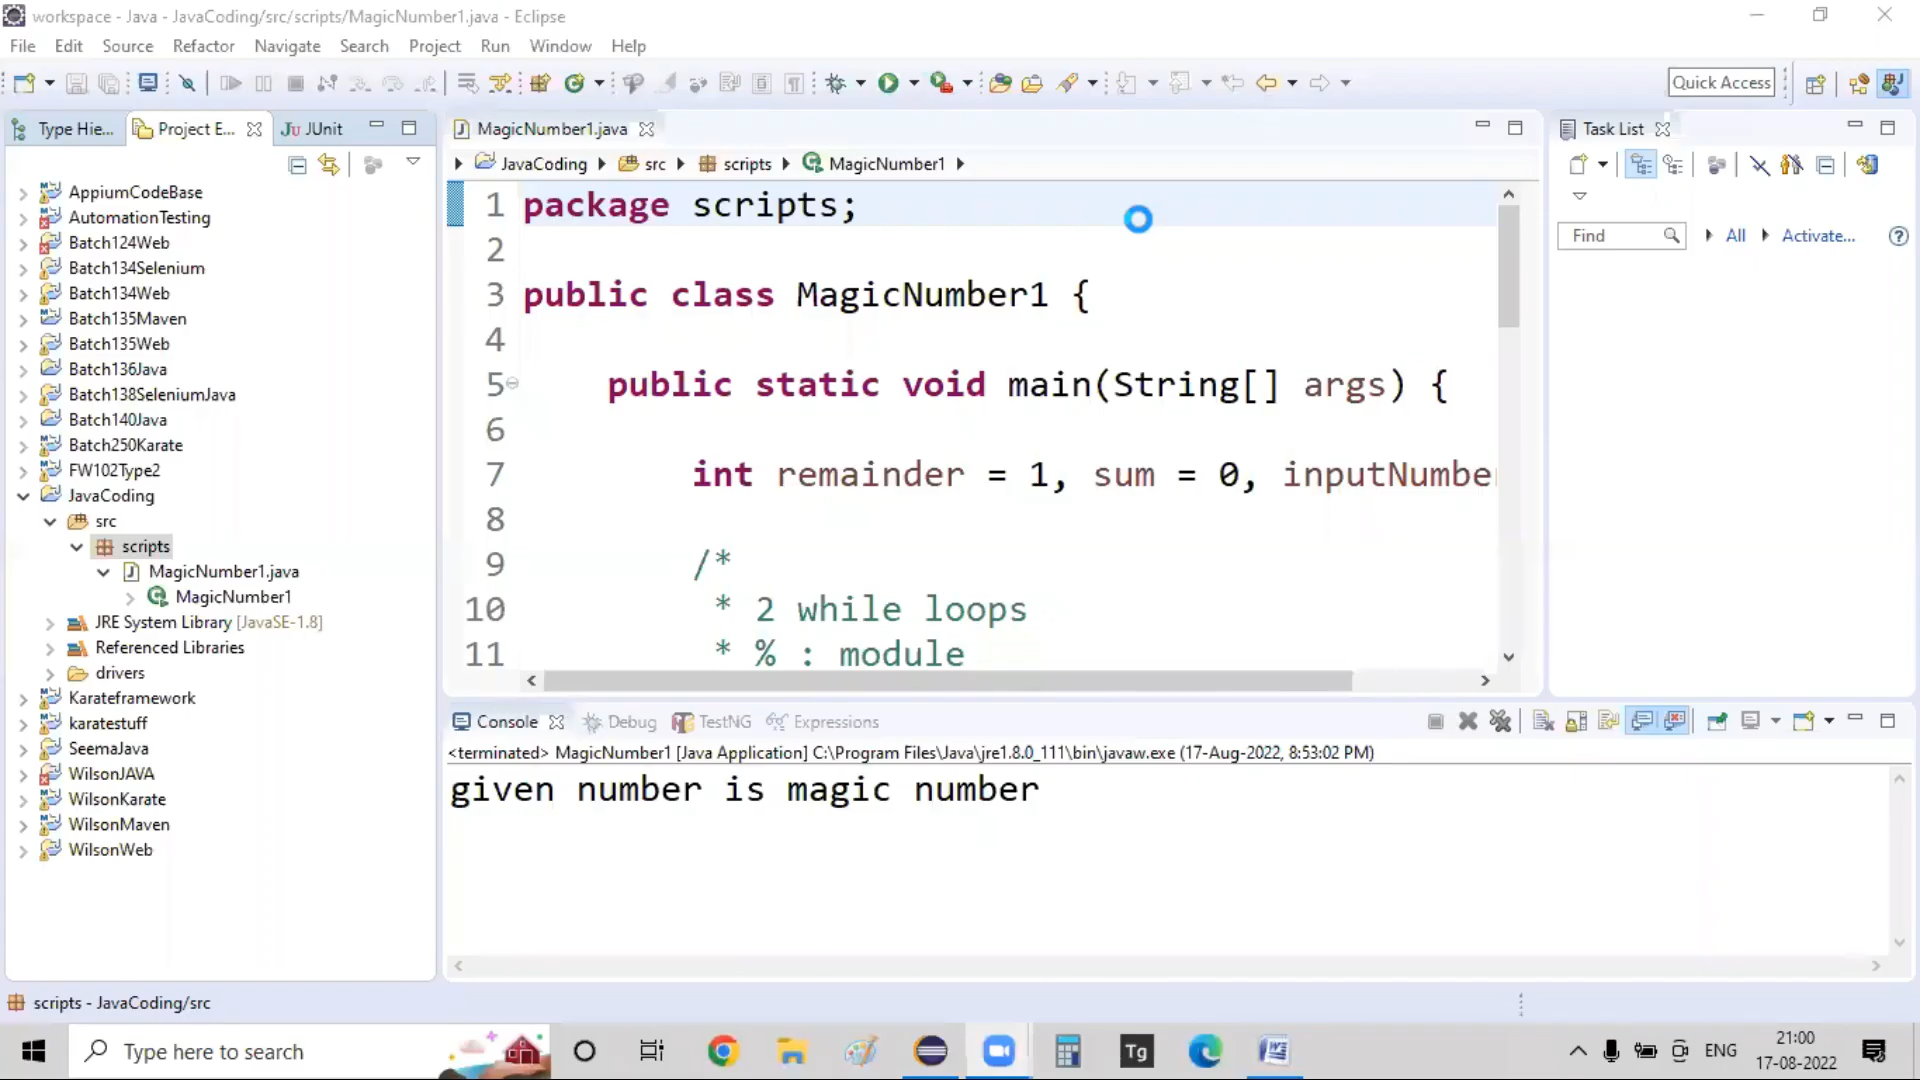 workspace - Java - JavaCoding/src/scripts/MagicNumber1.java - Eclipse
File Edit Source Refactor Navigate Search Project Run Window Help
Quick Access
Type Hie...
Project E...
JUnit
AppiumCodeBase
AutomationTesting
Batch124Web
Batch134Selenium
Batch134Web
Batch135Maven
Batch135Web
Batch136Java
Batch138SeleniumJava
Batch140Java
Batch250Karate
FW102Type2
JavaCoding
src
scripts
MagicNumber1.java
MagicNumber1
JRE System Library [JavaSE-1.8]
Referenced Libraries
drivers
Karateframework
karatestuff
SeemaJava
WilsonJAVA
WilsonKarate
WilsonMaven
WilsonWeb
MagicNumber1.java
JavaCoding src scripts MagicNumber1
1 package scripts;
2
3 public class MagicNumber1 {
4
5 public static void main(String[] args) {
6
7 int remainder = 1, sum = 0, inputNumbe
8
9 /*
10 * 2 while loops
11 * % : module
Task List
Find All Activate...
Console Debug TestNG Expressions
<terminated> MagicNumber1 [Java Application] C:\Program Files\Java\jre1.8.0_111\bin\javaw.exe (17-Aug-2022, 8:53:02 PM)
given number is magic number
scripts - JavaCoding/src
Type here to search
Tg
ENG
21:00
17-08-2022